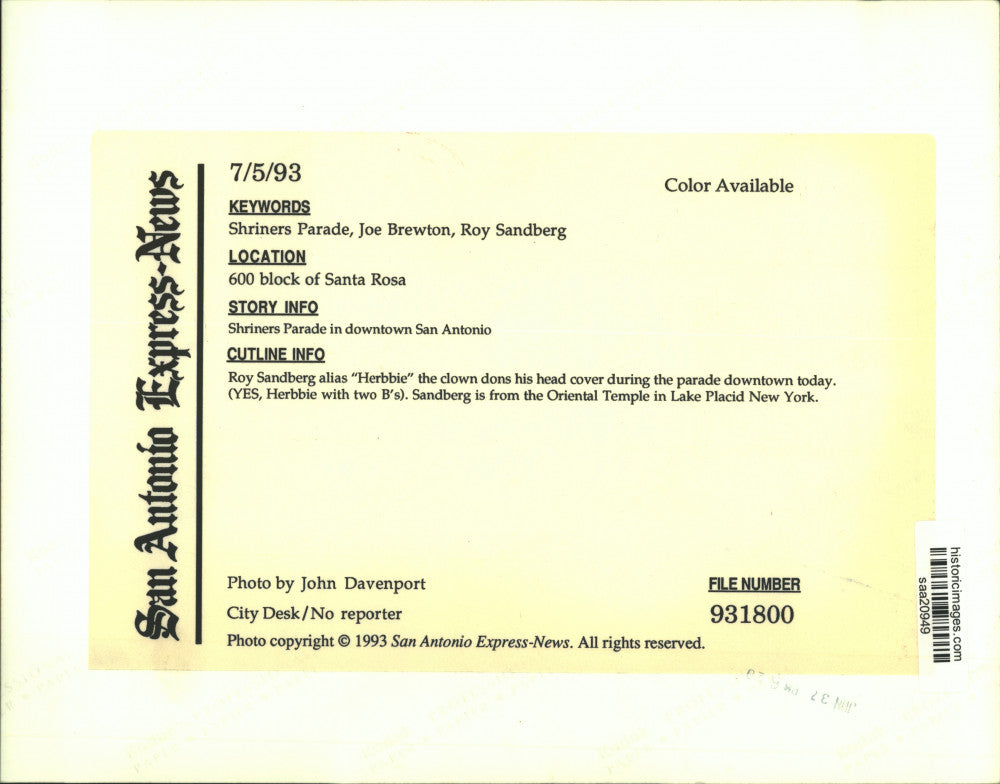 San Antonio Express-News
7/5/93
Color Available
KEYWORDS
Shriners Parade, Joe Brewton, Roy Sandberg
LOCATION
600 block of Santa Rosa
STORY INFO
Shriners Parade in downtown San Antonio
CUTLINE INFO
Roy Sandberg alias “Herbbie” the clown dons his head cover during the parade downtown today.
(YES, Herbbie with two B's). Sandberg is from the Oriental Temple in Lake Placid New York.
Photo by John Davenport
City Desk/No reporter
Photo copyright © 1993 San Antonio Express-News. All rights reserved.
FILE NUMBER
931800
historicimages.com
saa20949